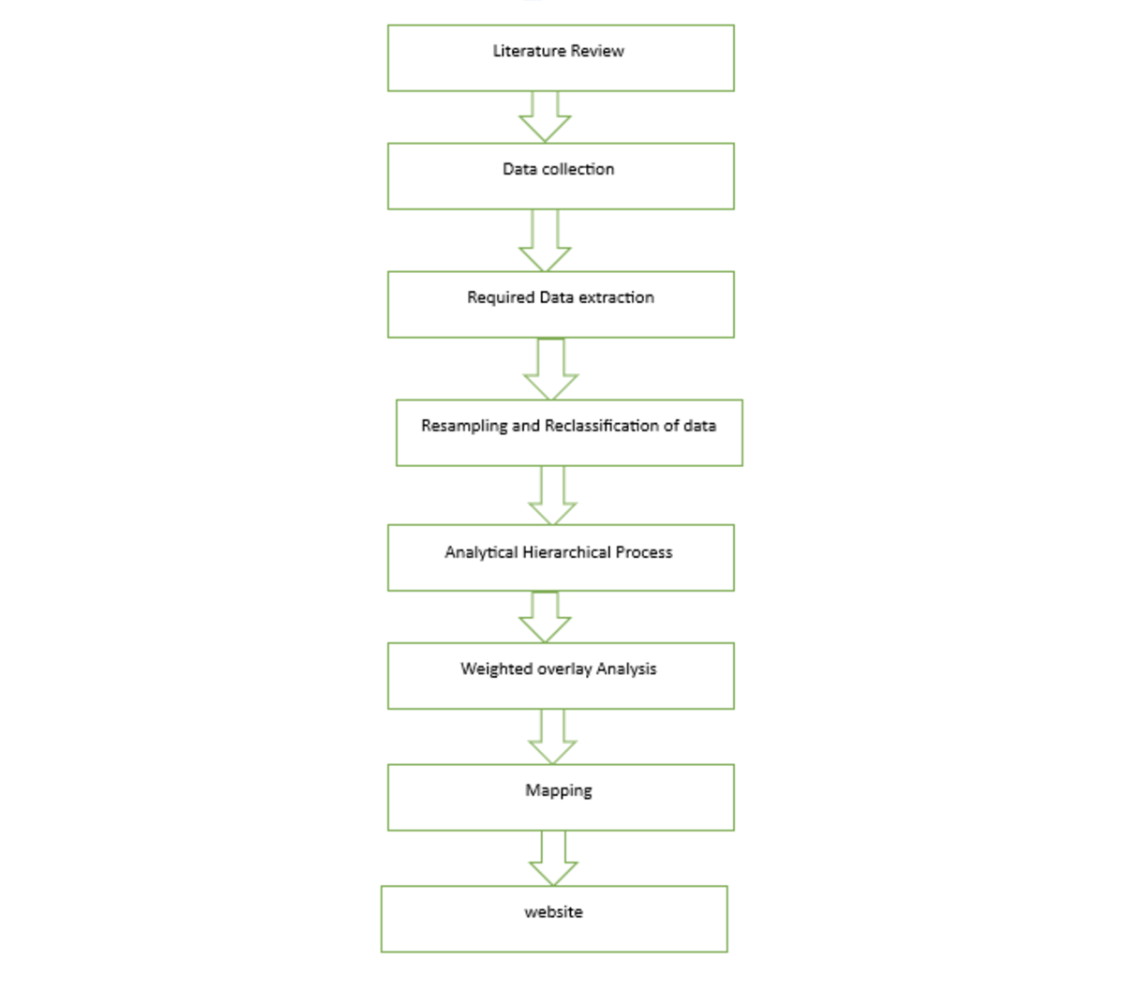 Literature Review
Data collection
Required Data extraction
Resampling and Reclassification of data
Analytical Hierarchical Process
Weighted overlay Analysis
Mapping
website